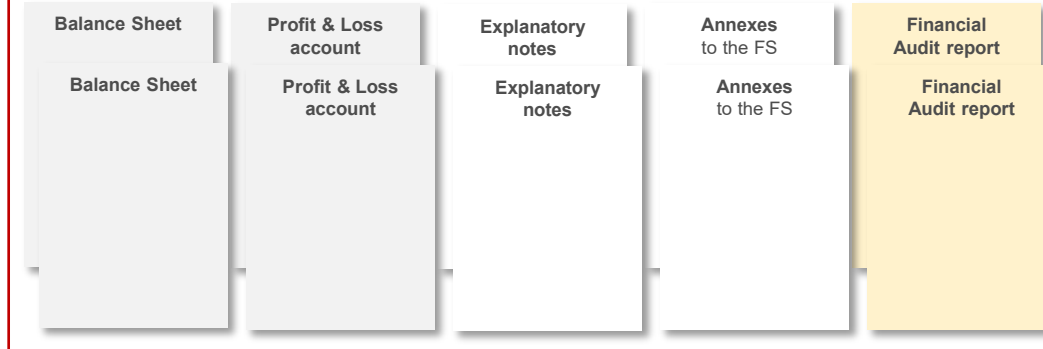 Balance Sheet
Profit & Loss
account
Explanatory
notes
Annexes
to the FS
Financial
Audit report
Balance Sheet
Profit & Loss
account
Explanatory
notes
Annexes
to the FS
Financial
Audit report